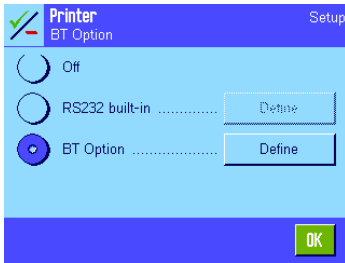 Printer Setup
BT Option
Off
RS232 built-in .............. Define
BT Option .................... Define
OK